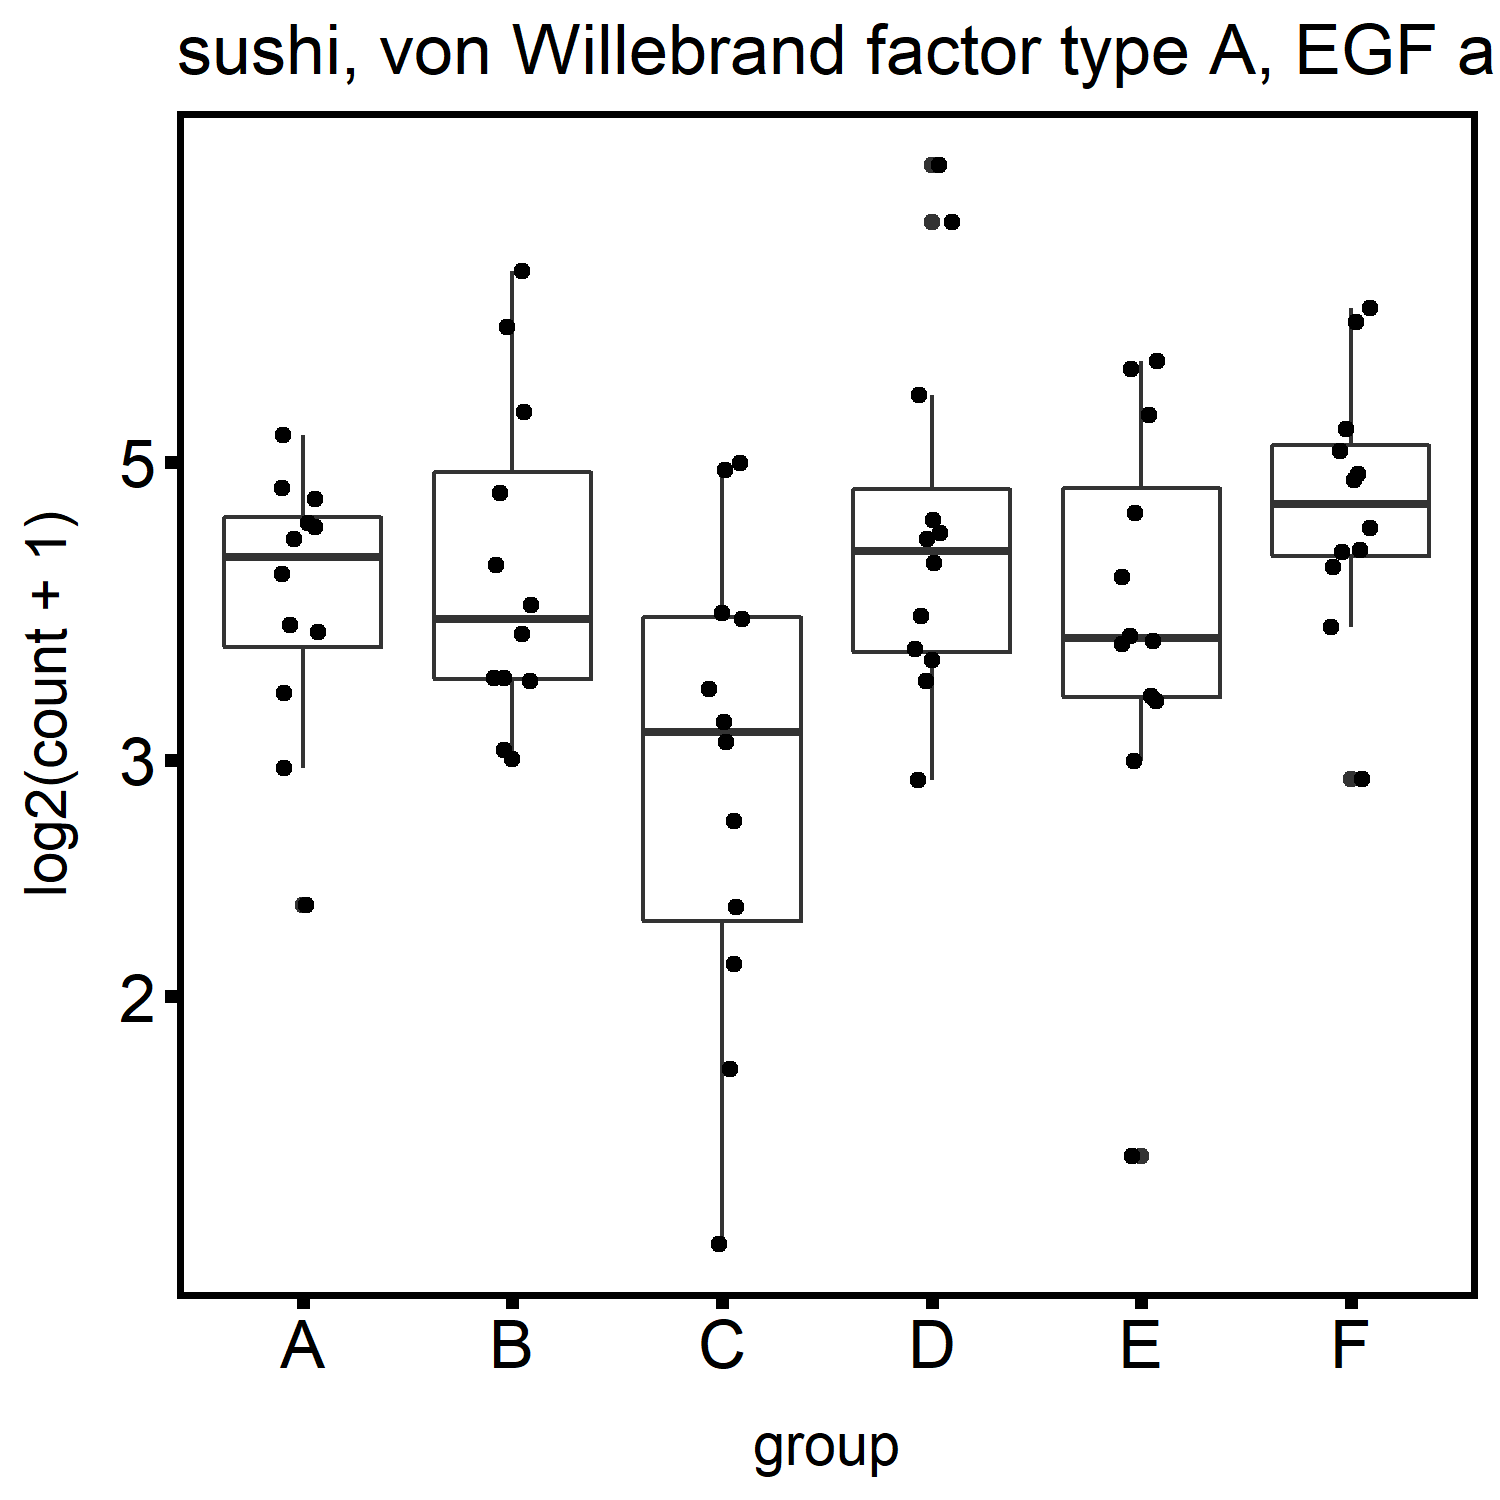 sushi, von Willebrand factor type A, EGF a
log2(count + 1)
5
3
2
A B C D E F
group